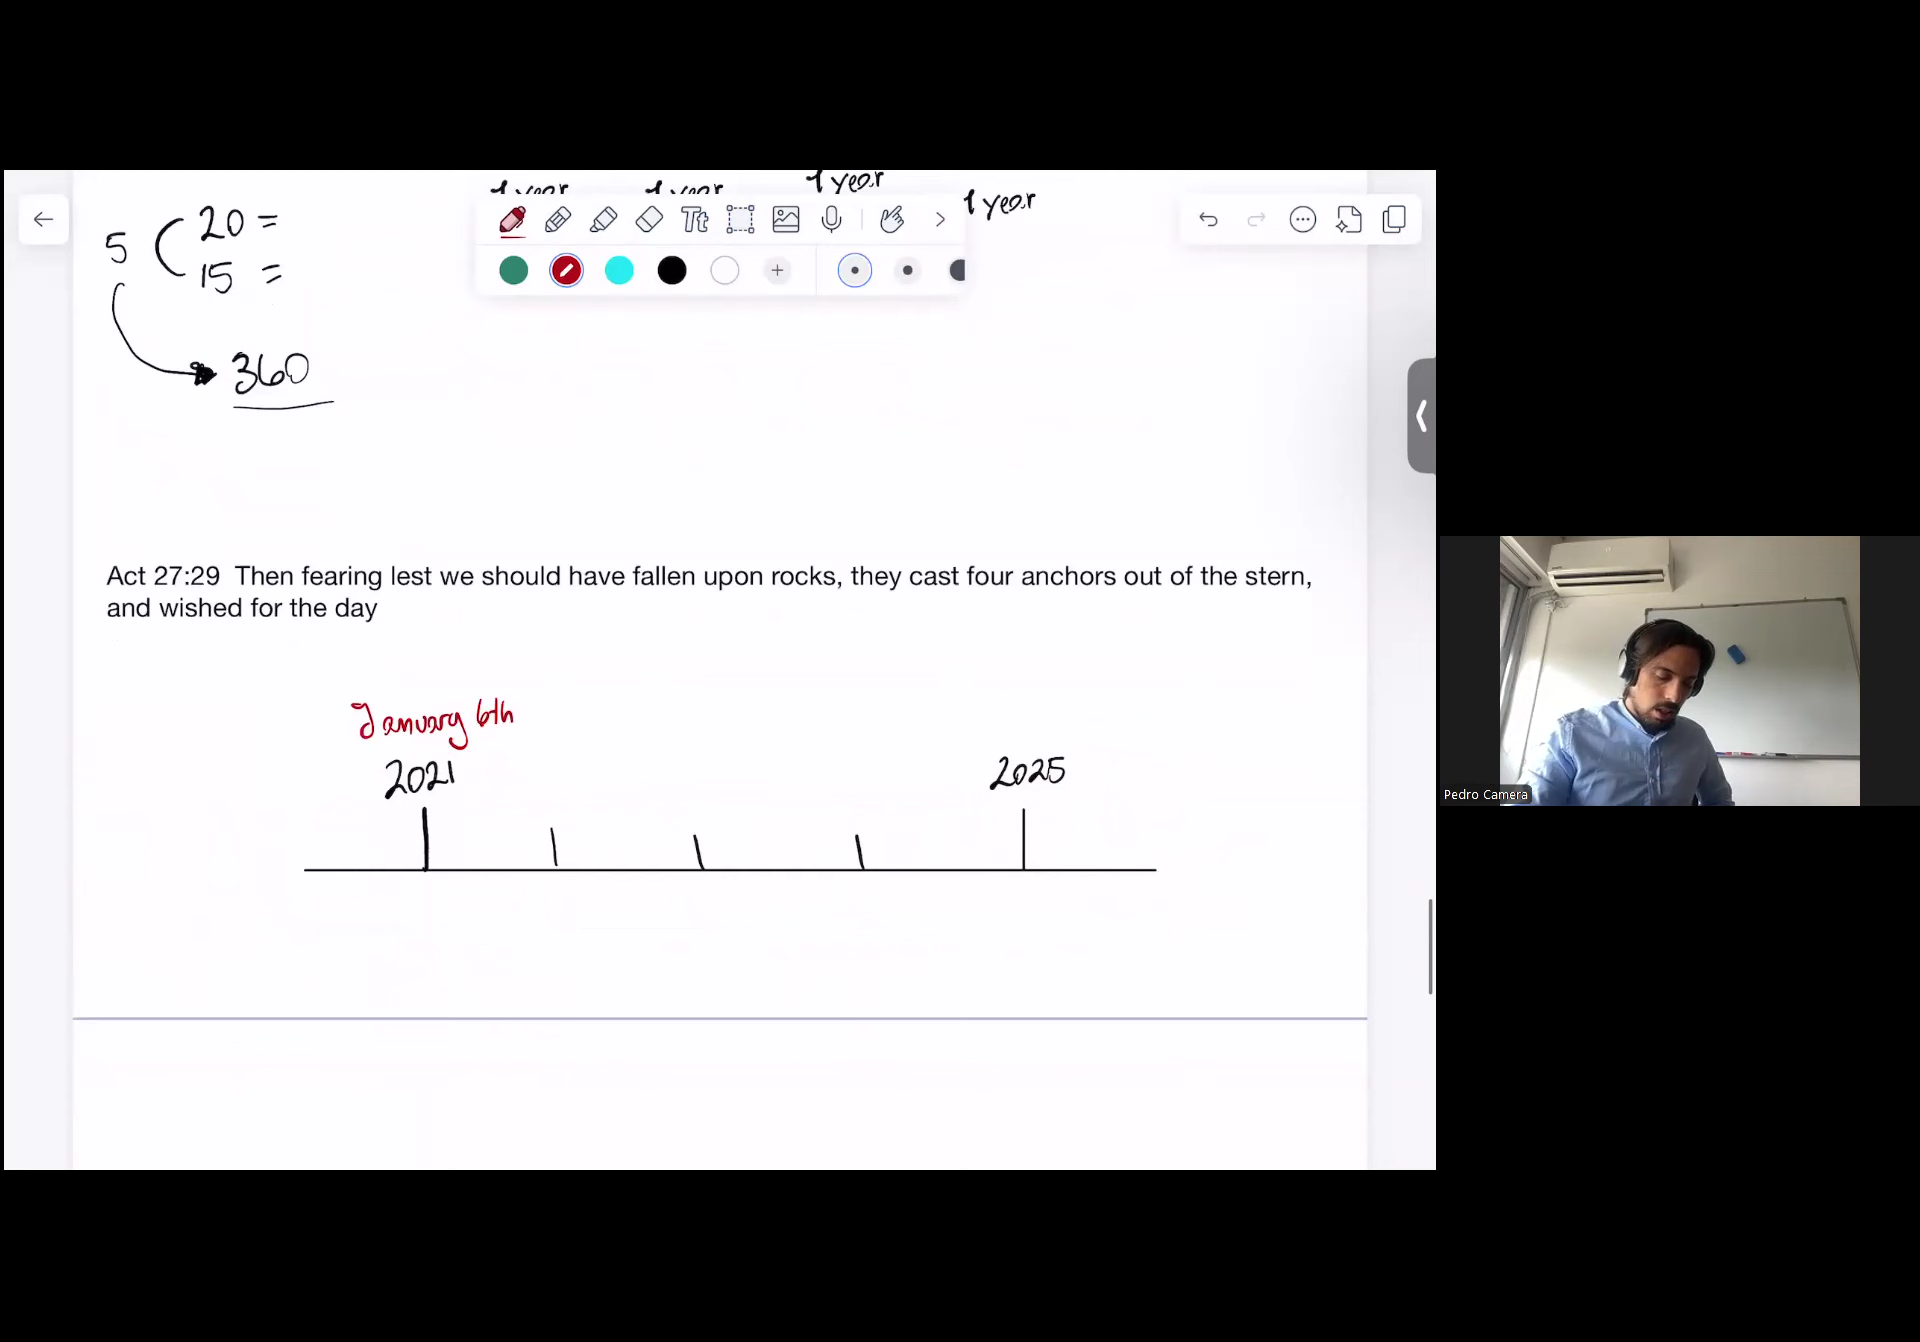 1 year 1 year 1 year 1 year
Tt
5 20 =
15 =
360
Act 27:29 Then fearing lest we should have fallen upon rocks, they cast four anchors out of the stern,
and wished for the day
January 6th
2021
2025
Pedro Camera